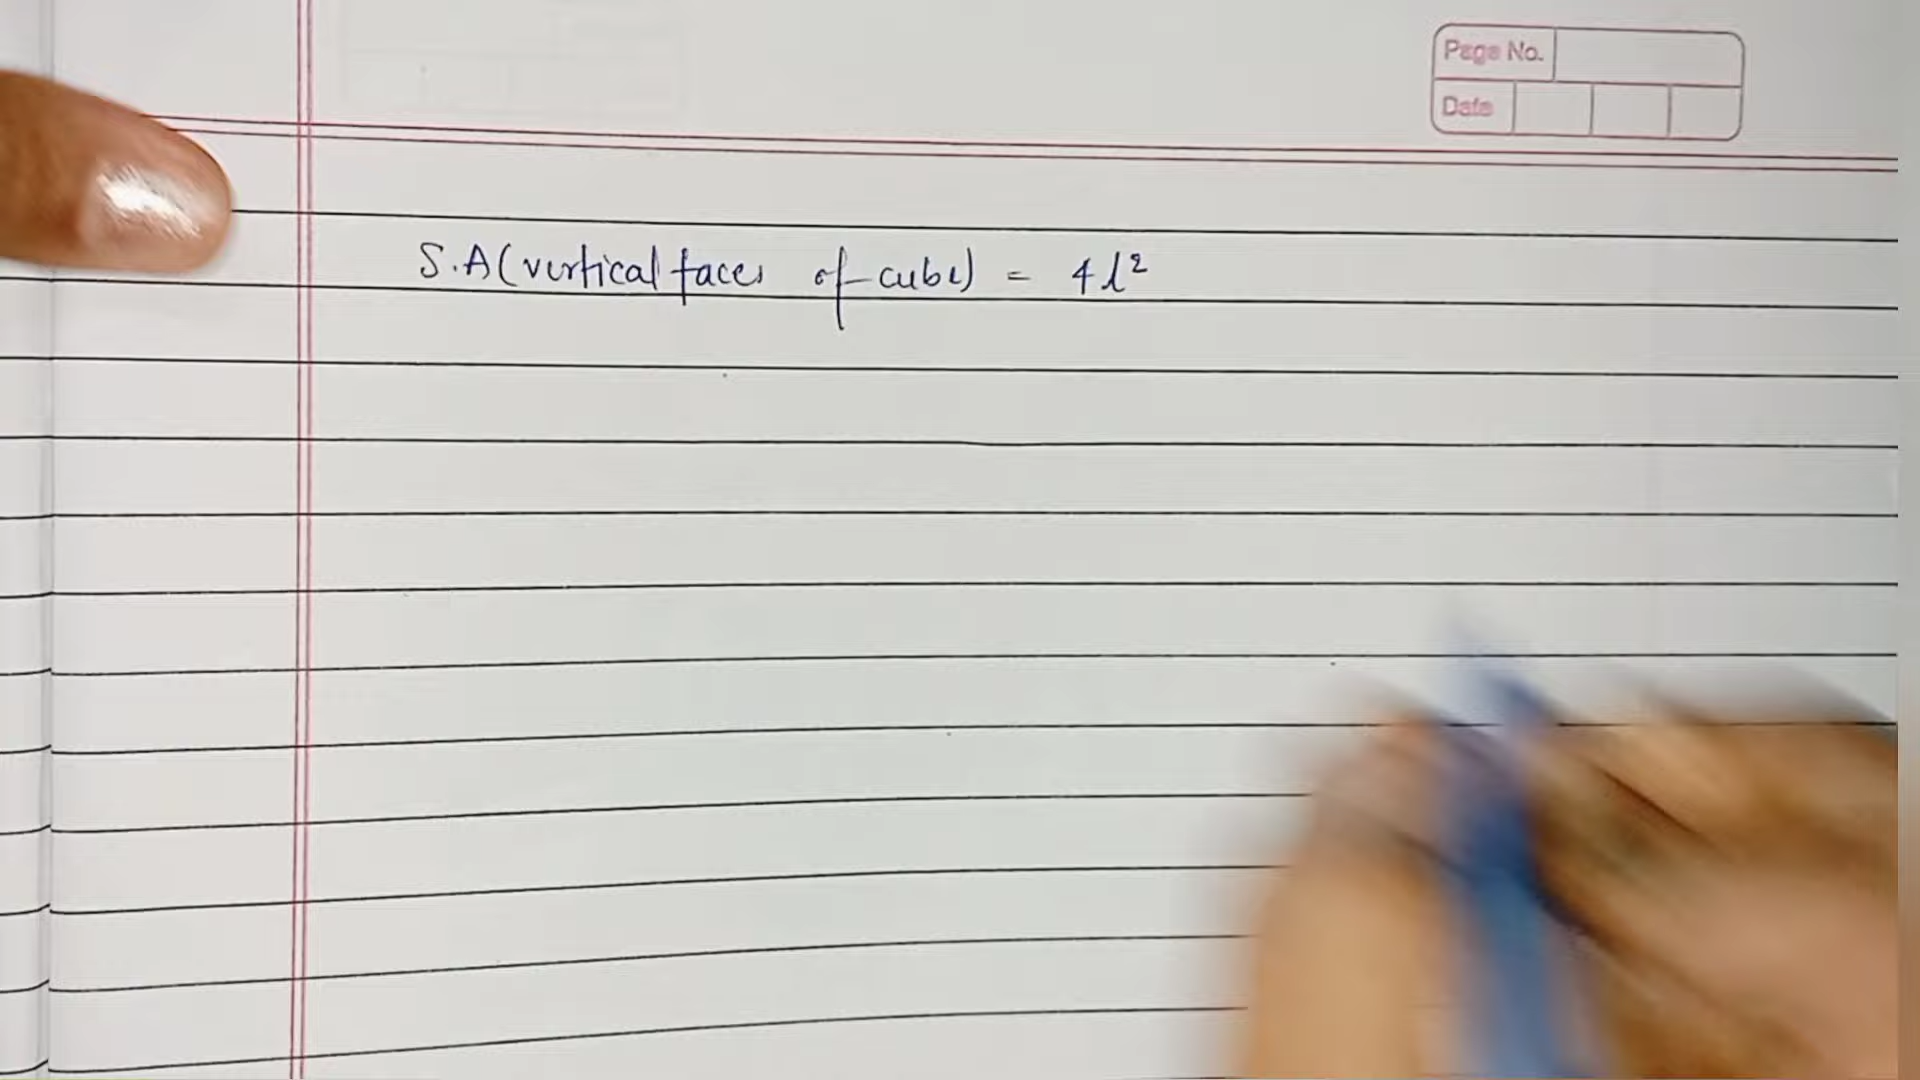 Page No.
Date
S.A(vertical faces of cube) = 4l²